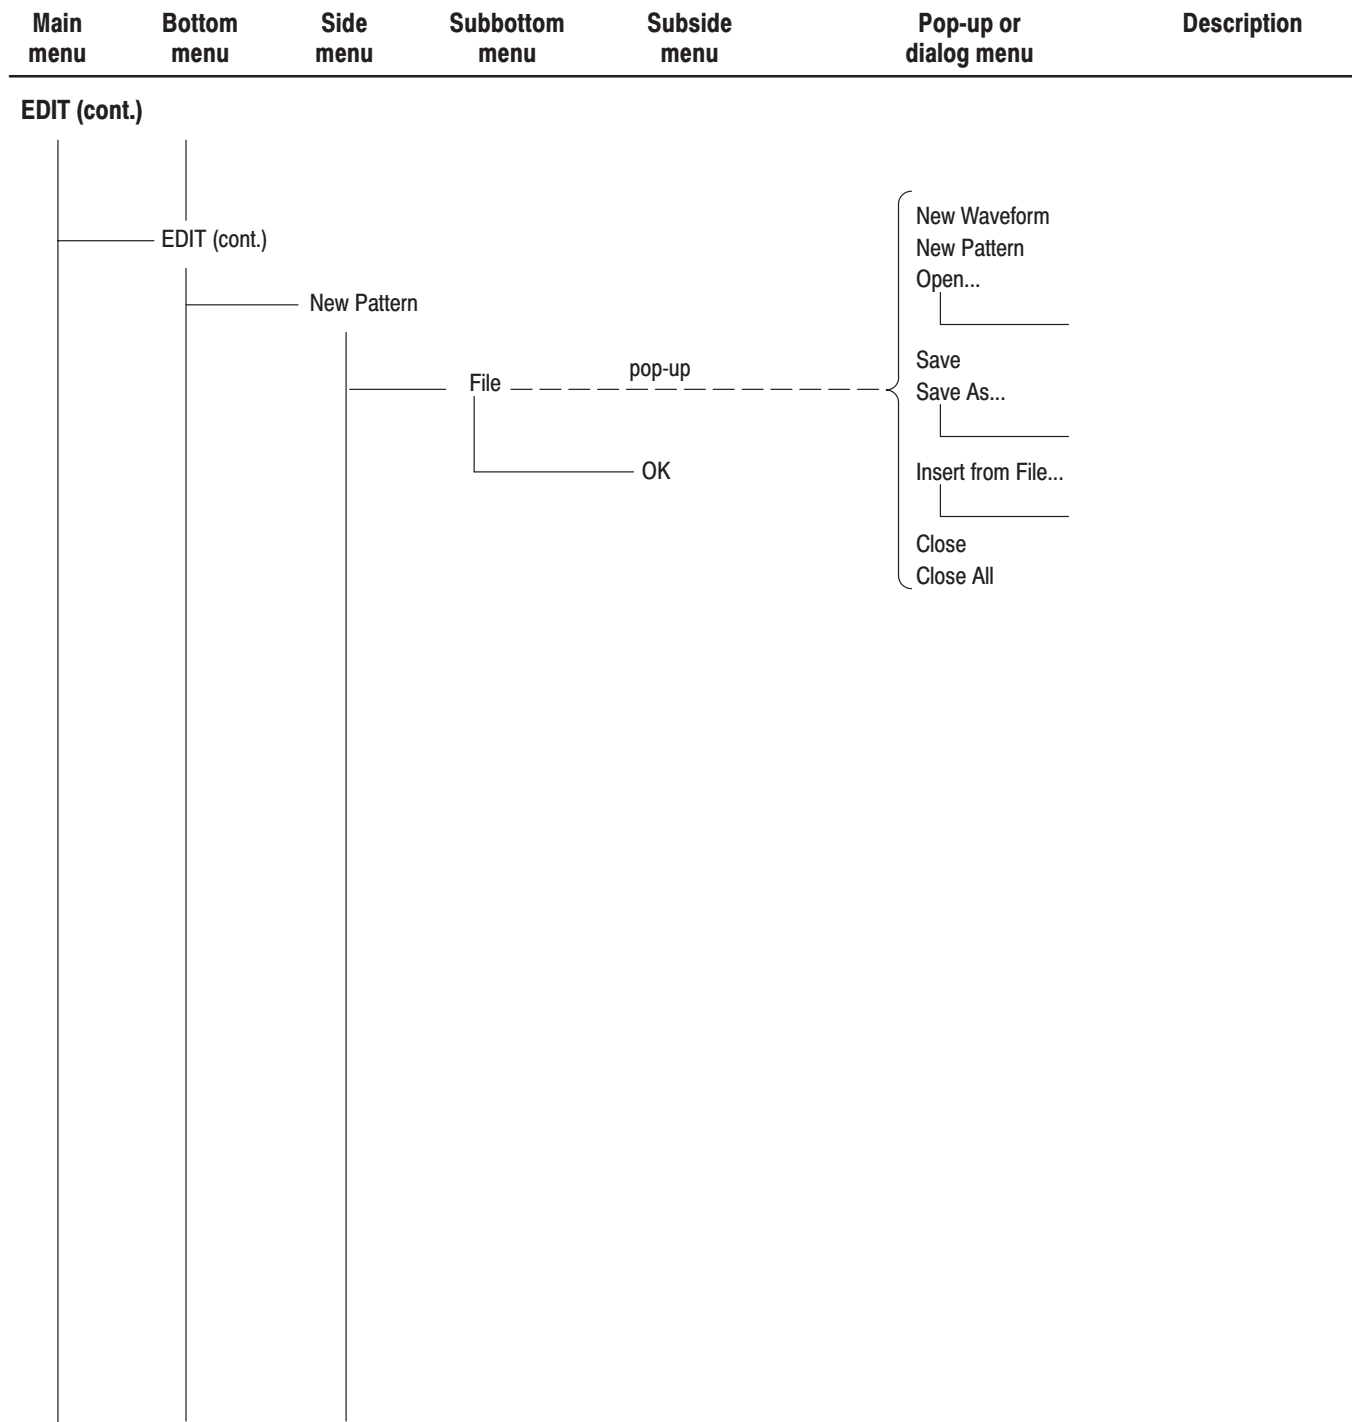 Main menu
Bottom menu
Side menu
Subbottom menu
Subside menu
Pop-up or dialog menu
Description
EDIT (cont.)
EDIT (cont.)
New Pattern
File
pop-up
OK
New Waveform
New Pattern
Open...
Save
Save As...
Insert from File...
Close
Close All